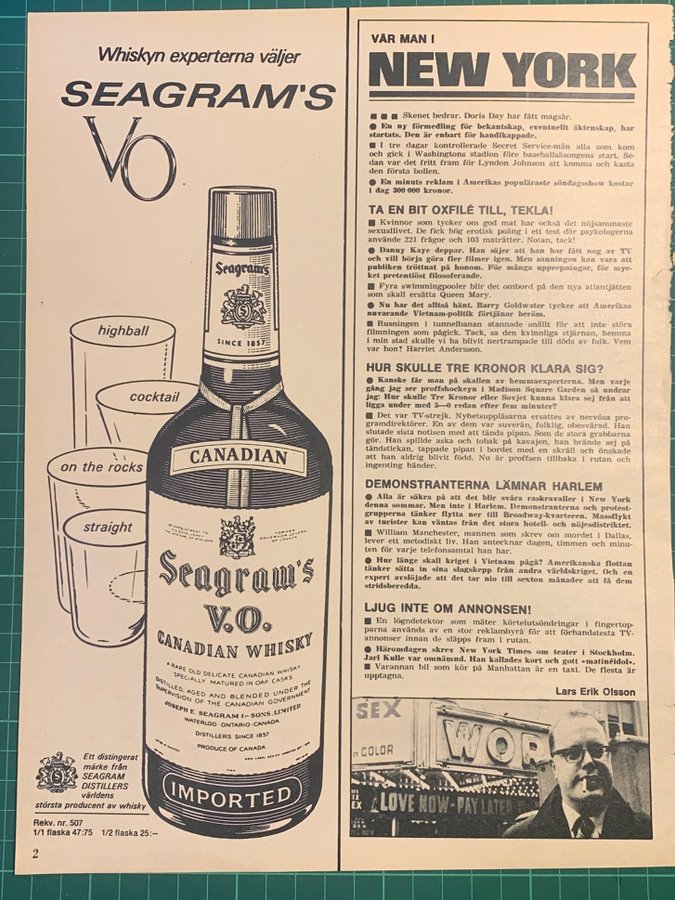 Whiskyn experterna väljer
SEAGRAM'S
VO
highball
cocktail
on the rocks
straight
Seagram's
SINCE 1857
CANADIAN
Seagram's
V.O.
CANADIAN WHISKY
A RARE OLD DELICATE CANADIAN WHISKY
SPECIALLY MATURED IN OAK CASKS
DISTILLED, AGED AND BLENDED UNDER THE
SUPERVISION OF THE CANADIAN GOVERNMENT
JOSEPH E. SEAGRAM & SONS, LIMITED
WATERLOO · ONTARIO · CANADA
DISTILLERS SINCE 1857
PRODUCE OF CANADA
IMPORTED
Ett distingerat
märke från
SEAGRAM
DISTILLERS
världens
största producent av whisky
Rekv. nr. 507
1/1 flaska 47:75 1/2 flaska 25:—
2
VÅR MAN I
NEW YORK
■ ■ ■ Skenet bedrar. Doris Day har fått magsår.
● En ny förmedling för bekantskap, eventuellt äktenskap, har
startats. Den är enbart för handikappade.
■ I tre dagar kontrollerade Secret Service-män alla som kom
och gick i Washingtons stadion före baseballsäsongens start. Se-
dan var det fritt fram för Lyndon Johnson att komma och kasta
den första bollen.
● En minuts reklam i Amerikas populäraste söndagsshow kostar
i dag 300 000 kronor.
TA EN BIT OXFILÉ TILL, TEKLA!
■ Kvinnor som tycker om god mat har också det nöjsammaste
sexuallivet. De fick hög erotisk poäng i ett test där psykologerna
använde 221 frågor och 103 maträtter. Notan, tack!
● Danny Kaye deppar. Han säjer att han har fått nog av TV
och vill börja göra fler filmer igen. Men sanningen kan vara att
publiken tröttnat på honom. För många upprepningar, för myc-
ket pretentiöst filosoferande.
■ Fyra swimmingpooler blir det ombord på den nya atlantjätten
som skall ersätta Queen Mary.
● Nu har det alltså hänt. Barry Goldwater tycker att Amerikas
nuvarande Vietnam-politik förtjänar beröm.
■ Rusningen i tunnelbanan stannade snällt för att inte störa
filmningen som pågick. Tack, sa den kvinnliga stjärnan, hemma
i min stad skulle vi ha blivit nertrampade till döds av folk. Vem
var hon? Harriet Andersson.
HUR SKULLE TRE KRONOR KLARA SIG?
● Kanske får man på skallen av hemmaexperterna. Men varje
gång jag ser proffshockeyn i Madison Square Garden så undrar
jag: Hur skulle Tre Kronor eller Sovjet kunna klara sej från att
ligga under med 3—0 redan efter fem minuter?
■ Det var TV-strejk. Nyhetsuppläsarna ersattes av nervösa pro-
gramdirektörer. En av dem var suverän, folklig, obesvärad. Han
slutade sista notisen med att tända pipan. Som de stora grabbarna
gör. Han spillde aska och tobak på kavajen, han brände sej på
tändstickan, tappade pipan i bordet med en skräll och önskade
att han aldrig blivit född. Nu är proffsen tillbaka i rutan och
ingenting händer.
DEMONSTRANTERNA LÄMNAR HARLEM
● Alla är säkra på att det blir svåra raskravaller i New York
denna sommar. Men inte i Harlem. Demonstranterna och protest-
grupperna tänker flytta ner till Broadway-kvarteren. Massflykt
av turister kan väntas från det stora hotell- och nöjesdistriktet.
■ William Manchester, mannen som skrev om mordet i Dallas,
lever ett metodiskt liv. Han antecknar dagen, timmen och minu-
ten för varje telefonsamtal han har.
● Hur länge skall kriget i Vietnam pågå? Amerikanska flottan
tänker sätta in sina slagskepp från andra världskriget. Och en
expert avslöjade att det tar nio till sexton månader att få dem
stridsberedda.
LJUG INTE OM ANNONSEN!
■ En lögndetektor som mäter körtelutsöndringar i fingertop-
parna används av en stor reklambyrå för att förhandstesta TV-
annonser innan de släpps fram i rutan.
● Häromdagen skrev New York Times om teater i Stockholm.
Jarl Kulle var omnämnd. Han kallades kort och gott «matinéidol».
■ Varannan bil som kör på Manhattan är en taxi. De flesta är
upptagna.
Lars Erik Olsson
SEX
COLOR
WOR
LOVE NOW-PAY LATER